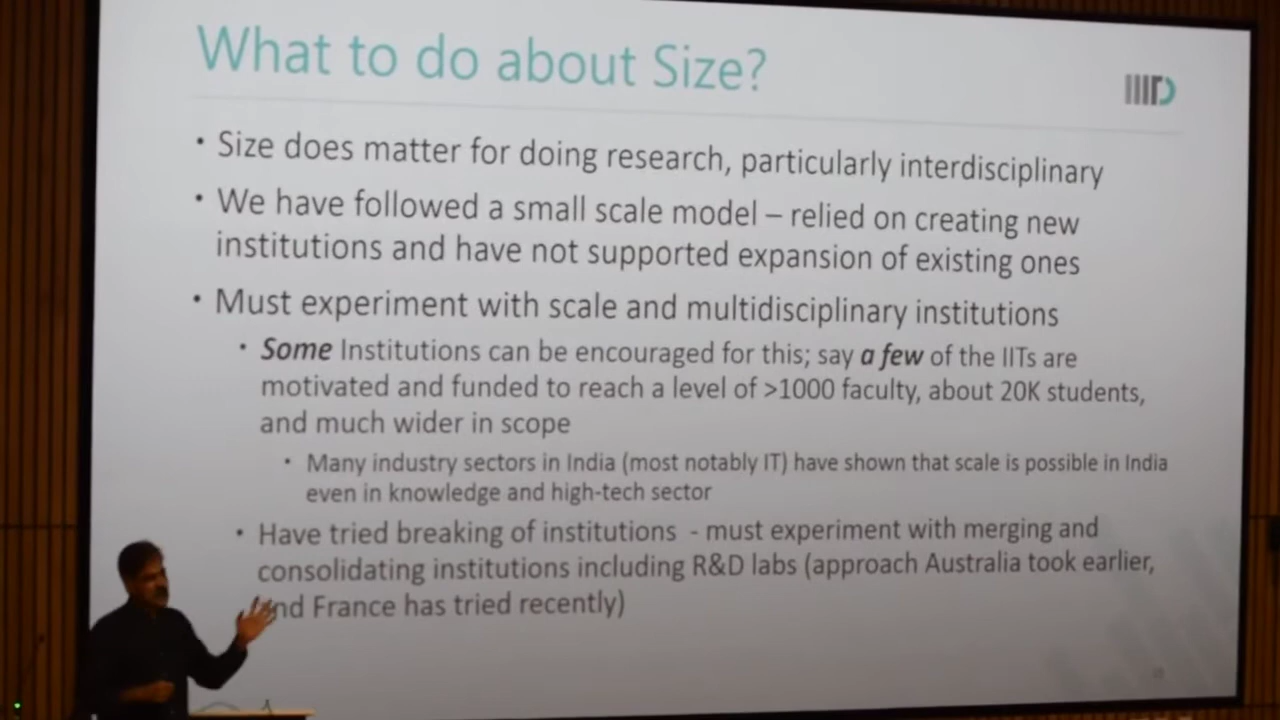 What to do about Size?
IIITD
• Size does matter for doing research, particularly interdisciplinary
• We have followed a small scale model – relied on creating new
institutions and have not supported expansion of existing ones
• Must experiment with scale and multidisciplinary institutions
• Some Institutions can be encouraged for this; say a few of the IITs are
motivated and funded to reach a level of >1000 faculty, about 20K students,
and much wider in scope
• Many industry sectors in India (most notably IT) have shown that scale is possible in India
even in knowledge and high-tech sector
• Have tried breaking of institutions - must experiment with merging and
consolidating institutions including R&D labs (approach Australia took earlier,
and France has tried recently)